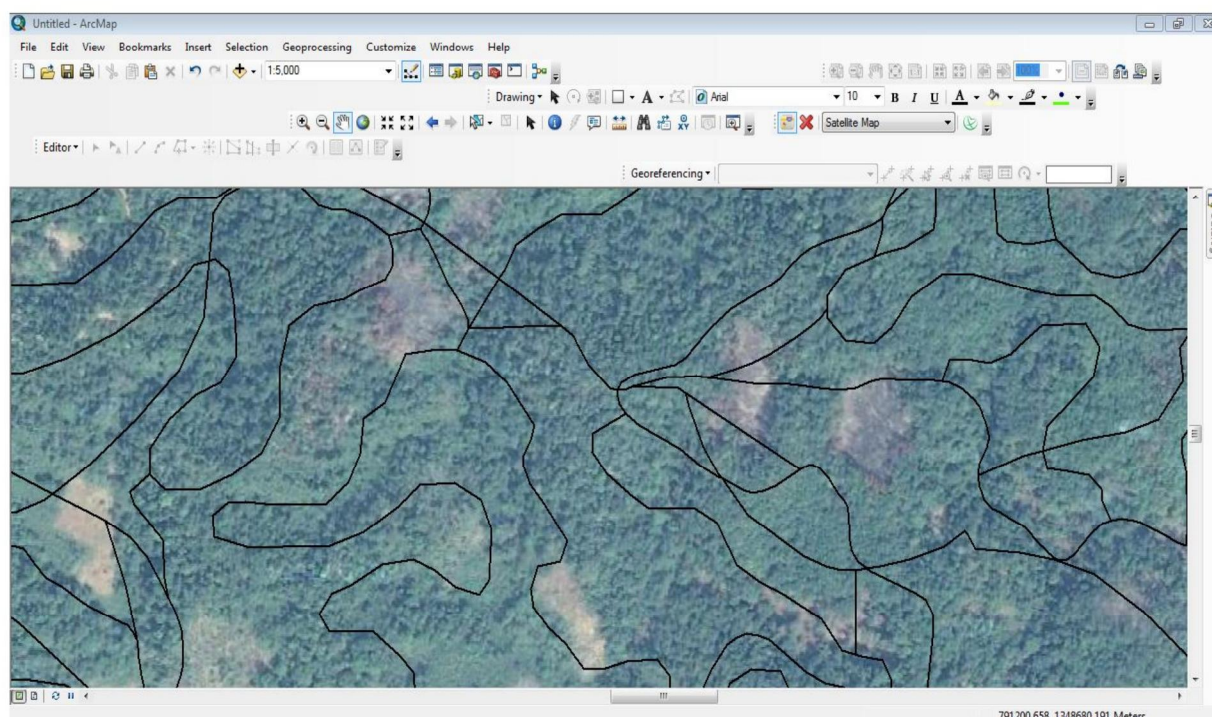 Untitled - ArcMap
File Edit View Bookmarks Insert Selection Geoprocessing Customize Windows Help
1:5,000
100%
Drawing A Arial 10 B I U A
Satellite Map
Editor
Georeferencing
791200.658 1348680.191 Meters